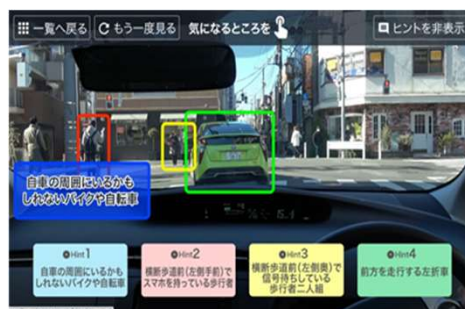 一覧へ戻る
もう一度見る
気になるところを
ヒントを非表示
自車の周囲にいるかも
しれないバイクや自転車
Hint1
自車の周囲にいるかも
しれないバイクや自転車
Hint2
横断歩道前(左側手前)で
スマホを持っている歩行者
Hint3
横断歩道前(左側奥)で
信号待ちしている
歩行者二人組
Hint4
前方を走行する左折車